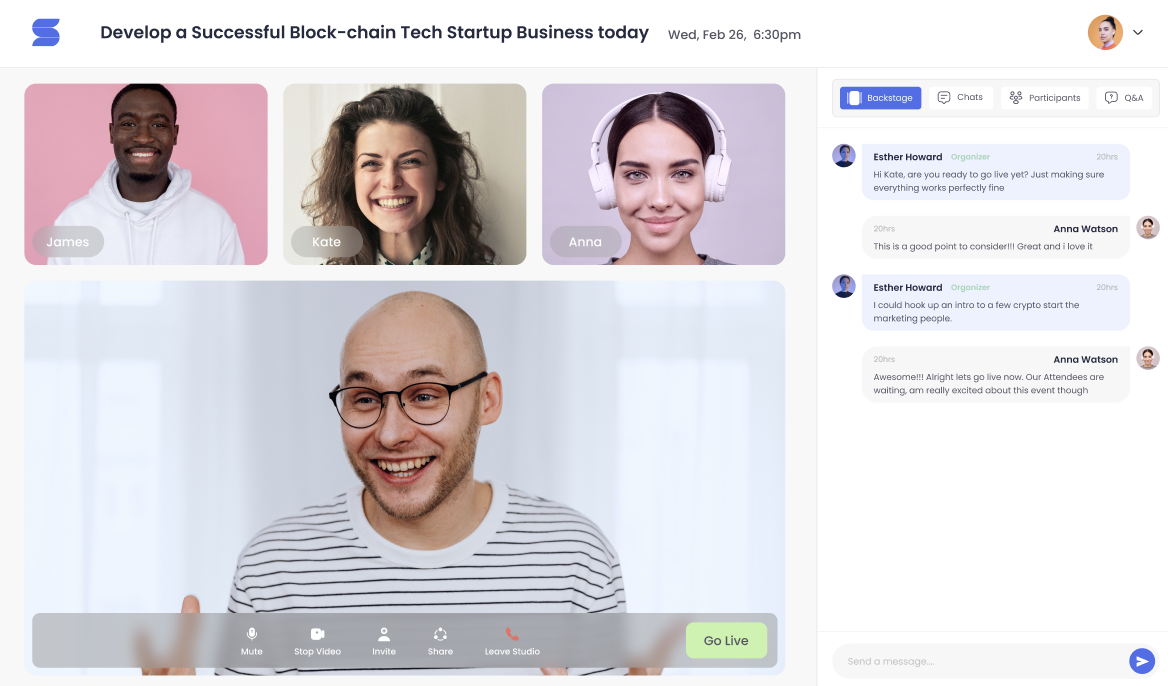 Develop a Successful Block-chain Tech Startup Business today
Wed, Feb 26, 6:30pm
James
Kate
Anna
Mute
Stop Video
Invite
Share
Leave Studio
Go Live
Backstage
Chats
Participants
Q&A
Esther Howard Organizer 20hrs
Hi Kate, are you ready to go live yet? Just making sure
everything works perfectly fine
20hrs Anna Watson
This is a good point to consider!!! Great and i love it
Esther Howard Organizer 20hrs
I could hook up an intro to a few crypto start the
marketing people.
20hrs Anna Watson
Awesome!!! Alright lets go live now. Our Attendees are
waiting, am really excited about this event though
Send a message....